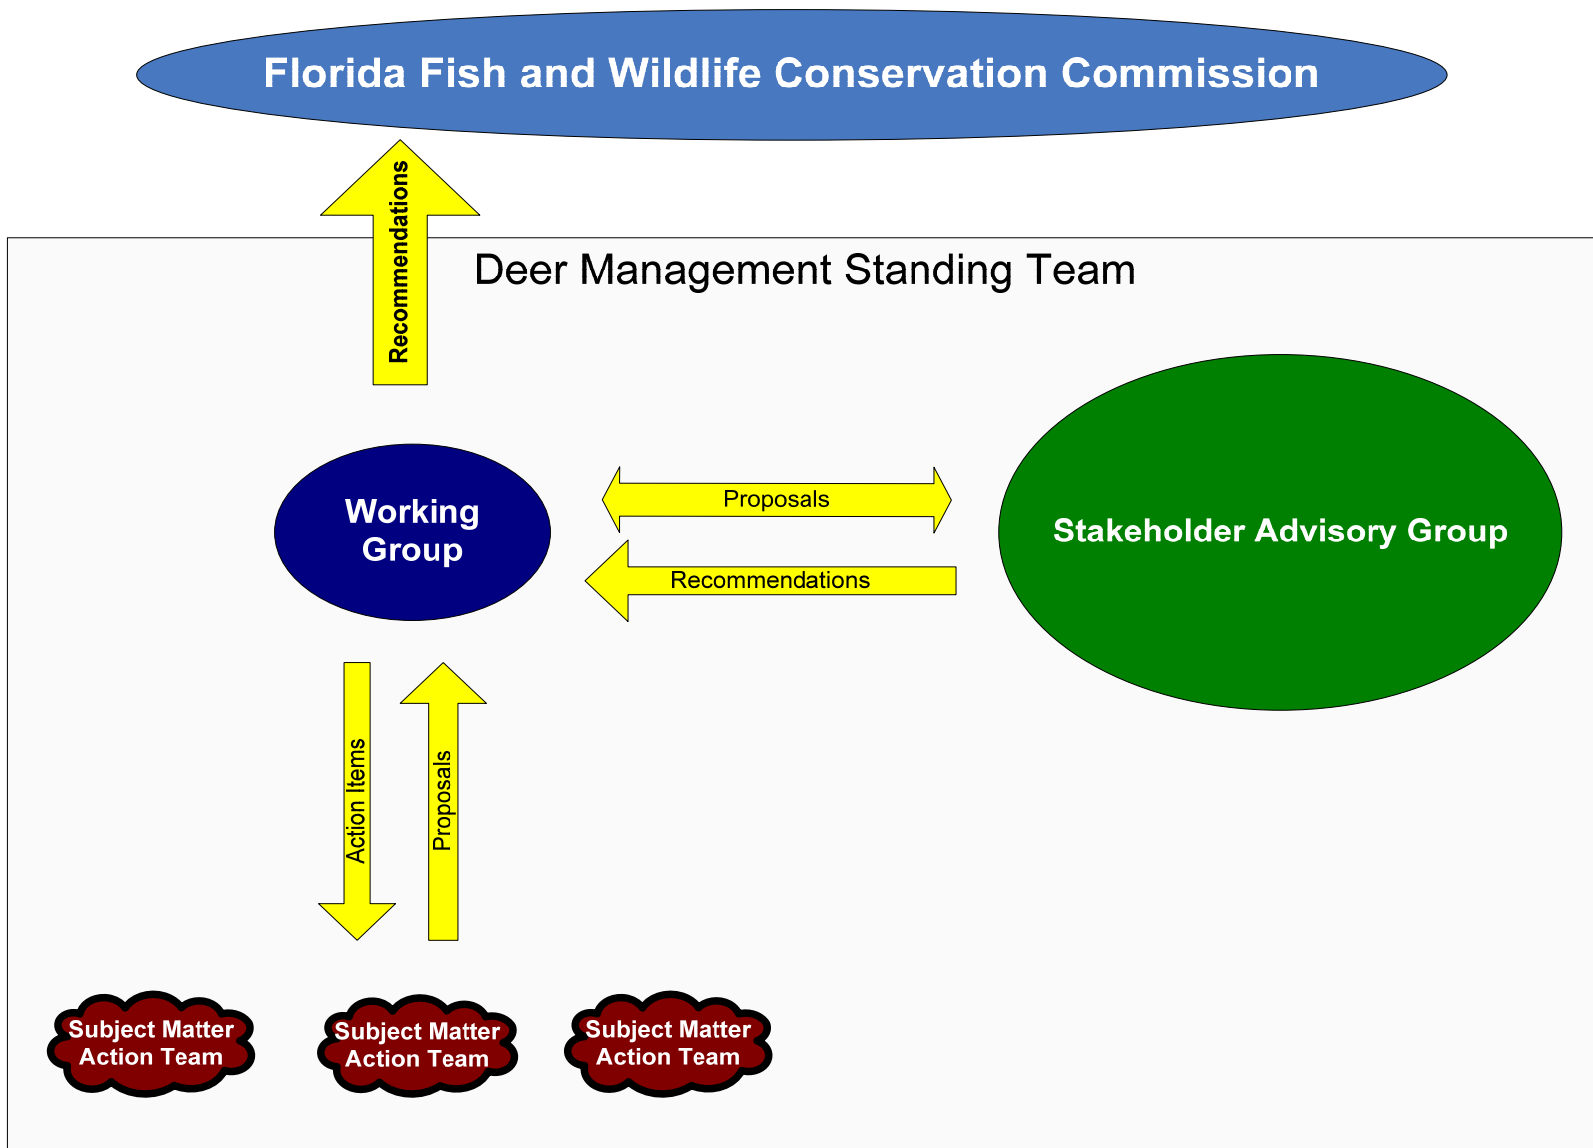 Florida Fish and Wildlife Conservation Commission
Recommendations
Deer Management Standing Team
Working
Group
Proposals
Recommendations
Stakeholder Advisory Group
Action Items
Proposals
Subject Matter
Action Team
Subject Matter
Action Team
Subject Matter
Action Team